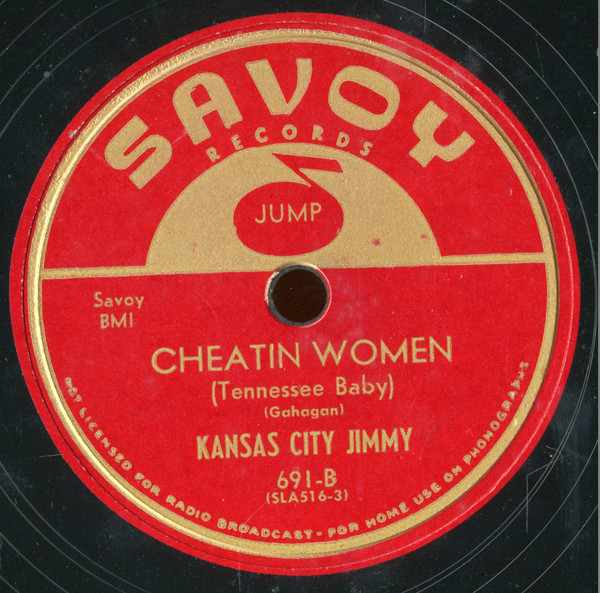 SAVOY
RECORDS
JUMP
Savoy
BMI
CHEATIN WOMEN
(Tennessee Baby)
(Gahagan)
KANSAS CITY JIMMY
691-B
(SLA516-3)
NOT LICENSED FOR RADIO BROADCAST • FOR HOME USE ON PHONOGRAPHS